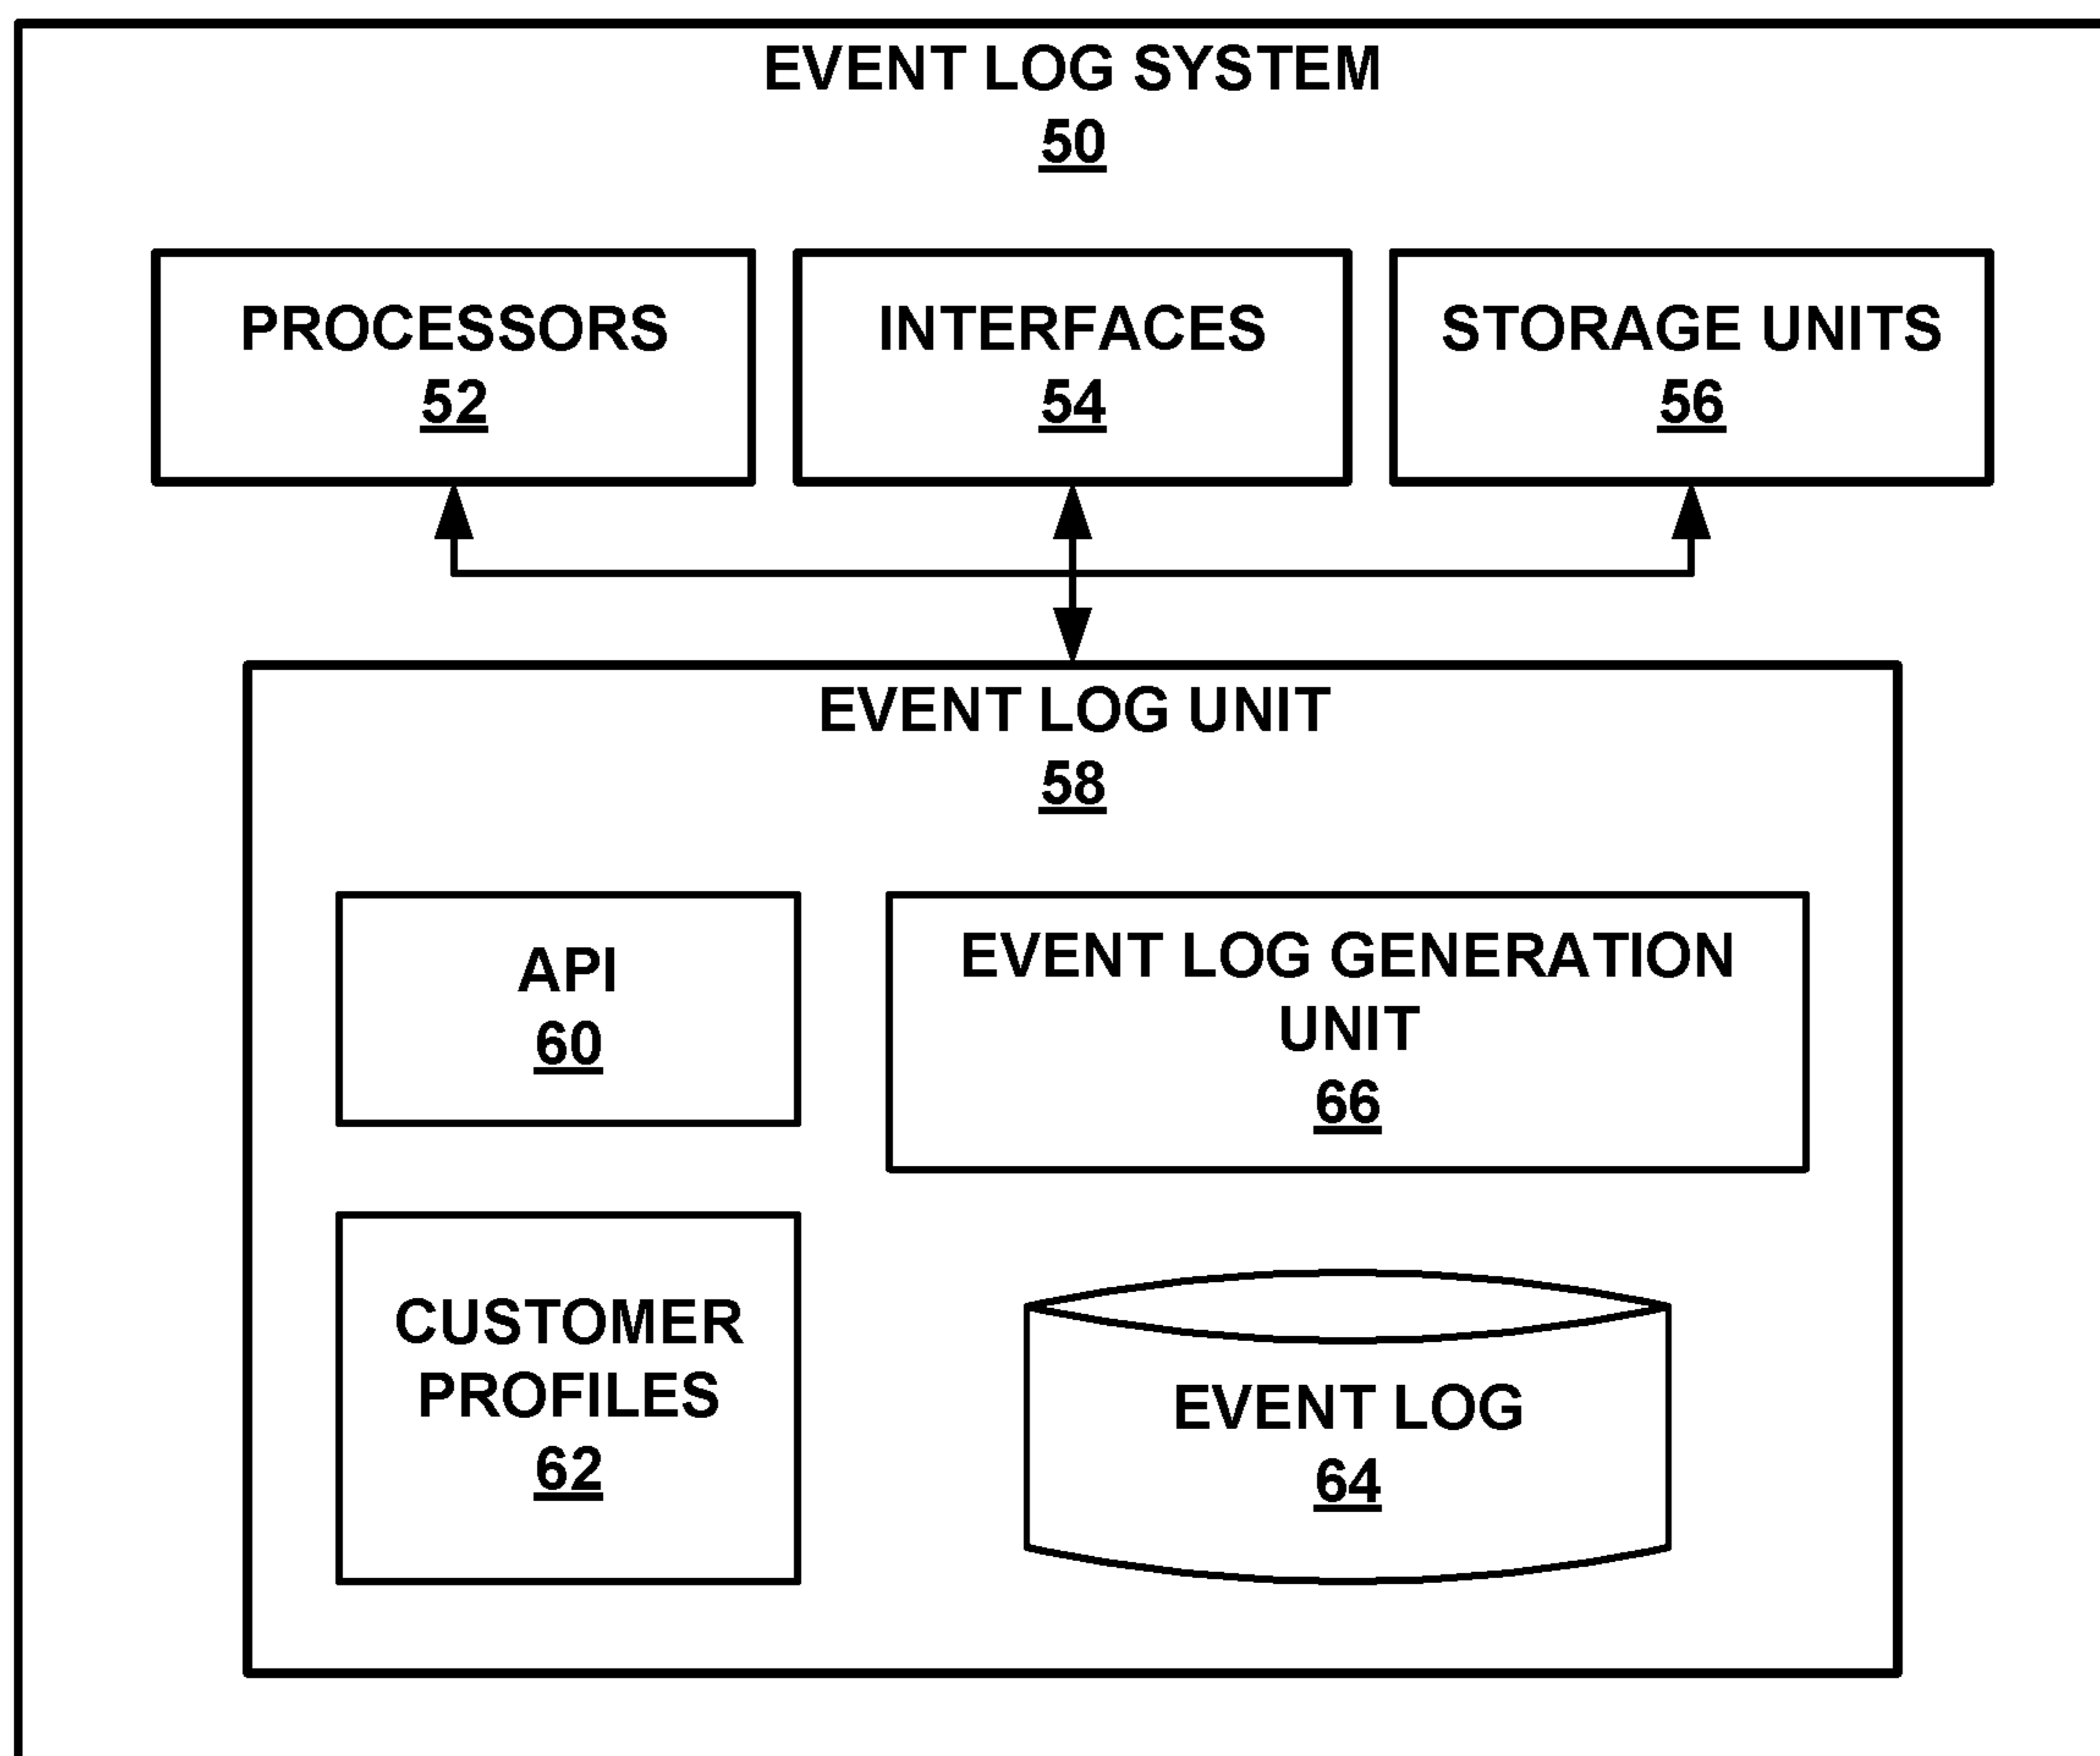 EVENT LOG SYSTEM
50
PROCESSORS
52
INTERFACES
54
STORAGE UNITS
56
EVENT LOG UNIT
58
API
60
EVENT LOG GENERATION
UNIT
66
CUSTOMER
PROFILES
62
EVENT LOG
64